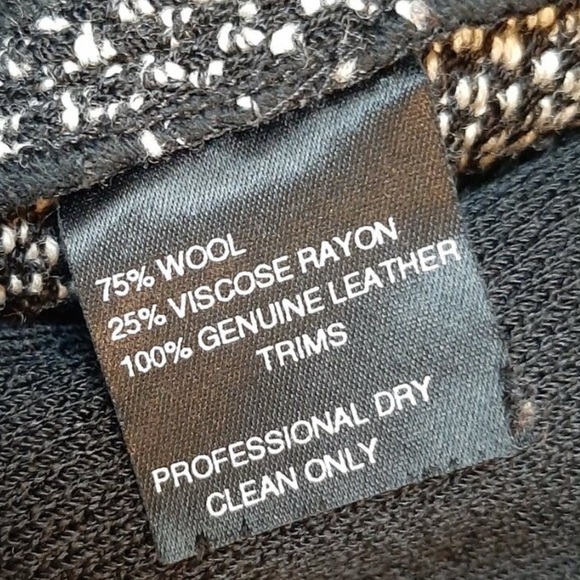 75% WOOL
25% VISCOSE RAYON
100% GENUINE LEATHER
TRIMS
PROFESSIONAL DRY
CLEAN ONLY